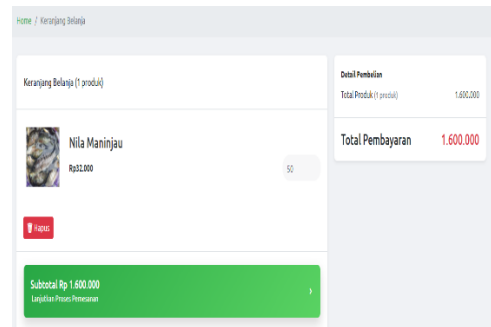 Home / Keranjang Belanja
Keranjang Belanja (1 produk)
Nila Maninjau
Rp32.000
50
Hapus
Subtotal Rp 1.600.000
Lanjutkan Proses Pemesanan
Detail Pembelian
Total Produk (1 produk) 1.600.000
Total Pembayaran 1.600.000